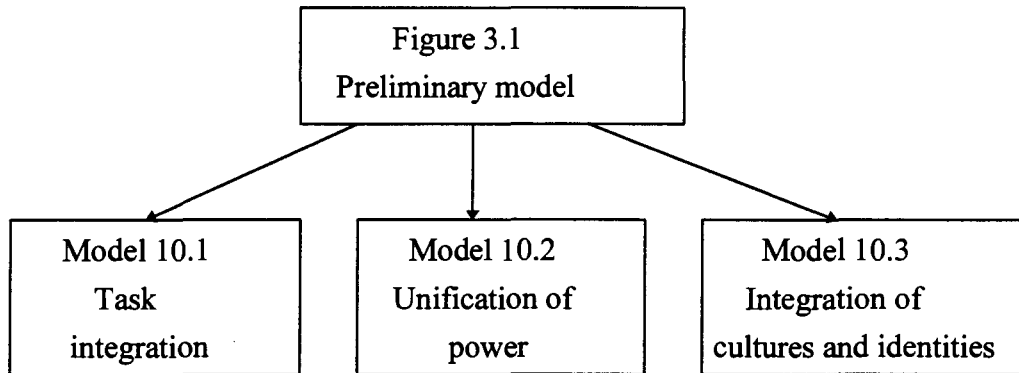 Figure 3.1
Preliminary model
Model 10.1
Task
integration
Model 10.2
Unification of
power
Model 10.3
Integration of
cultures and identities